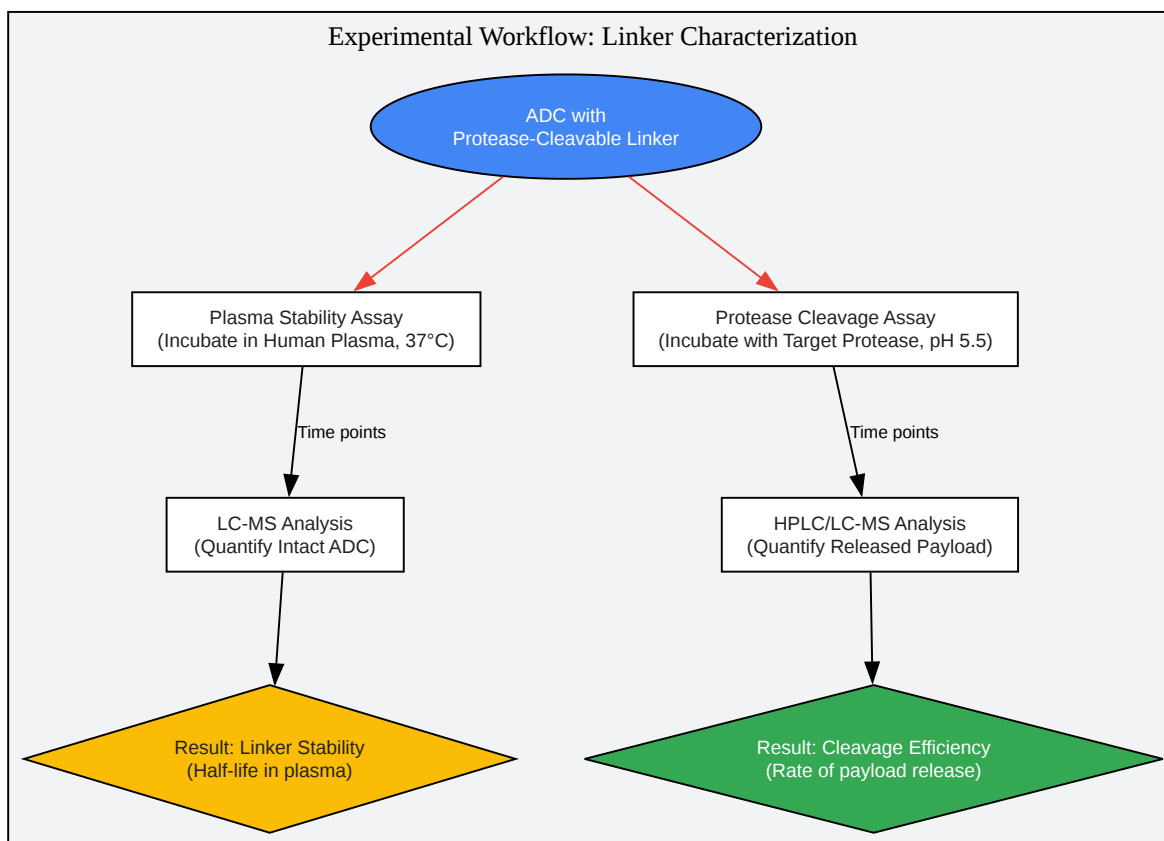 Experimental Workflow: Linker Characterization
ADC with
Protease-Cleavable Linker
Plasma Stability Assay
(Incubate in Human Plasma, 37°C)
Protease Cleavage Assay
(Incubate with Target Protease, pH 5.5)
Time points
Time points
LC-MS Analysis
(Quantify Intact ADC)
HPLC/LC-MS Analysis
(Quantify Released Payload)
Result: Linker Stability
(Half-life in plasma)
Result: Cleavage Efficiency
(Rate of payload release)